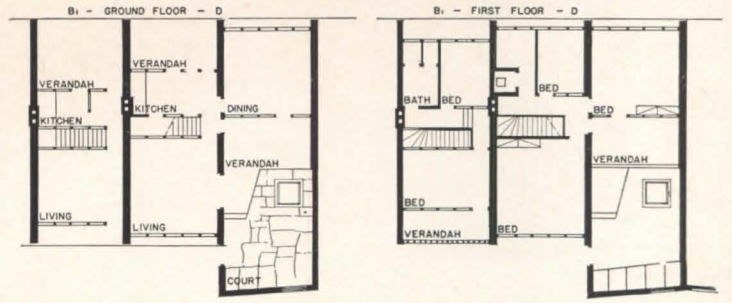 B1 - GROUND FLOOR - D
VERANDAH
VERANDAH
KITCHEN
DINING
KITCHEN
VERANDAH
LIVING
LIVING
COURT
B1 - FIRST FLOOR - D
BED
BATH
BED
BED
VERANDAH
BED
VERANDAH
BED